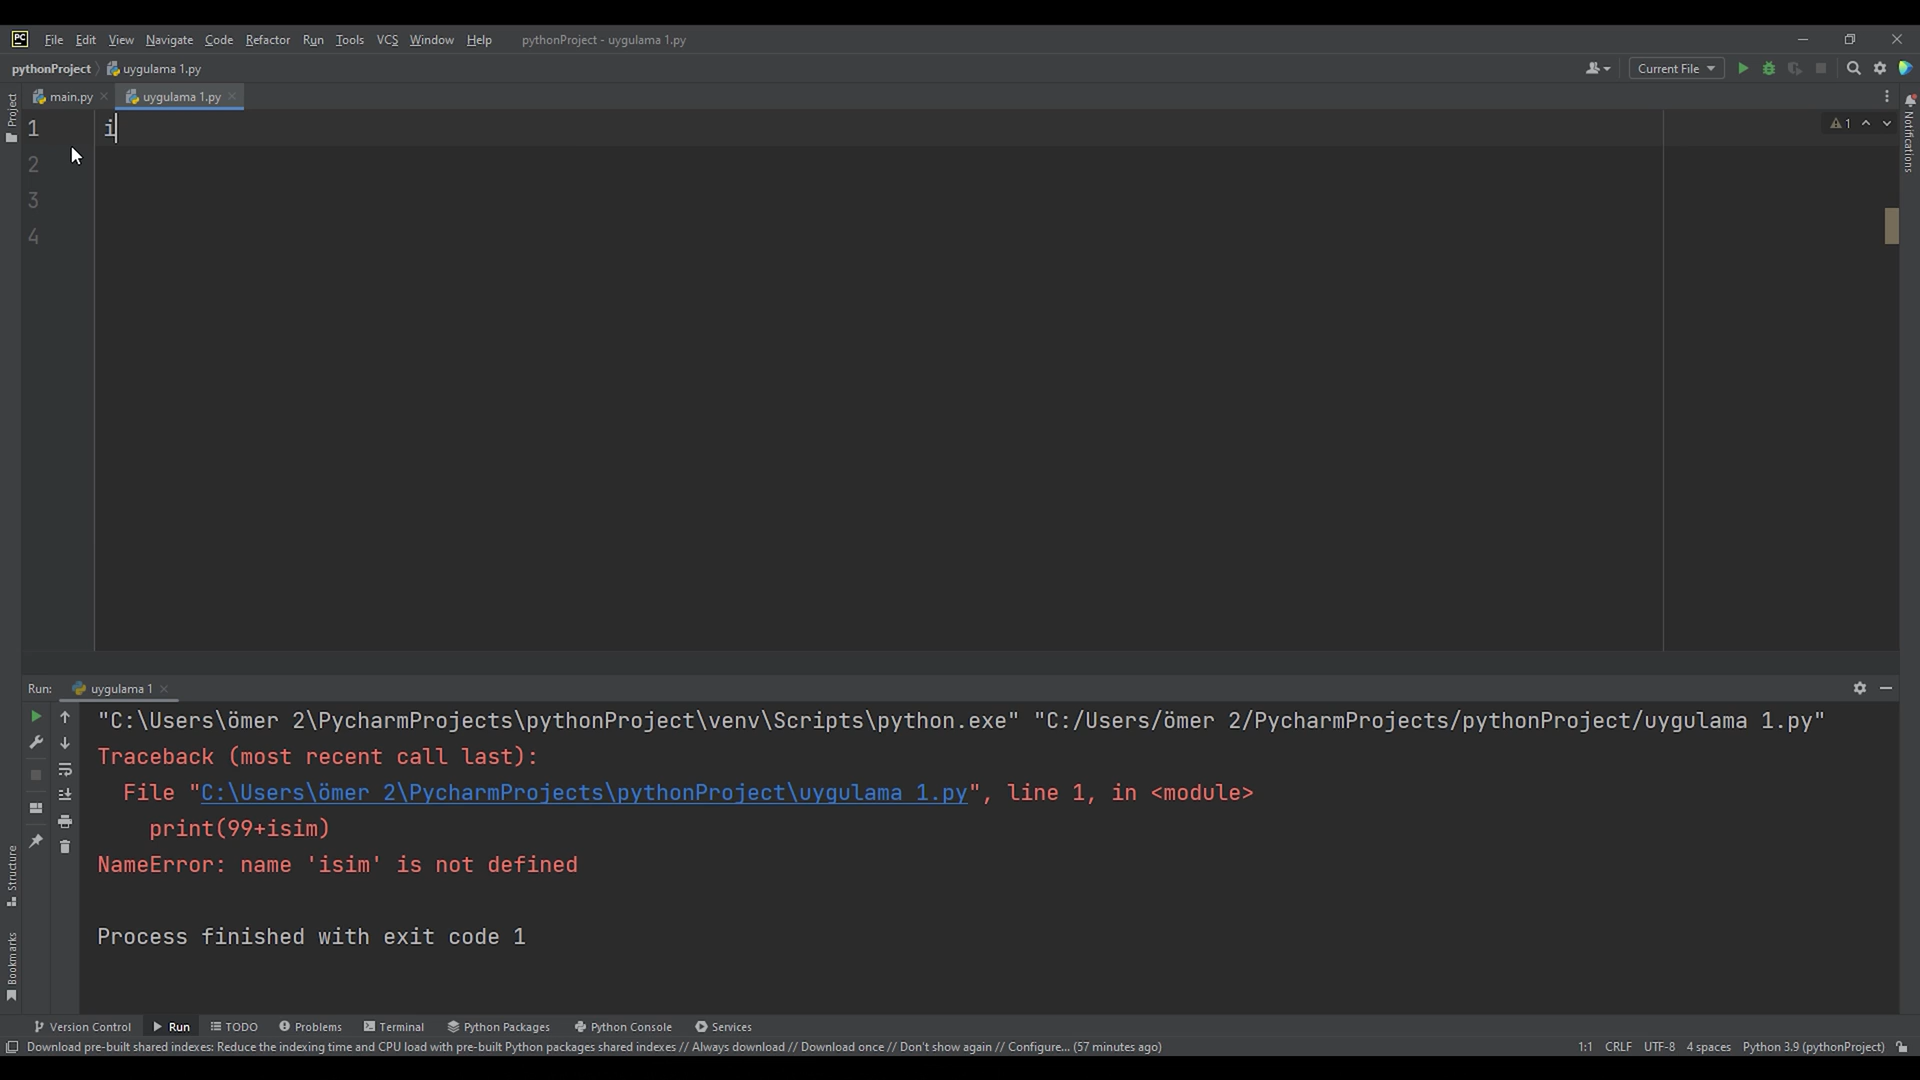 PC File Edit View Navigate Code Refactor Run Tools VCS Window Help pythonProject - uygulama 1.py
pythonProject uygulama 1.py Current File
main.py uygulama 1.py
Project
Notifications
1 i
1
2
3
4
Run: uygulama 1
"C:\Users\ömer 2\PycharmProjects\pythonProject\venv\Scripts\python.exe" "C:/Users/ömer 2/PycharmProjects/pythonProject/uygulama 1.py"
Traceback (most recent call last):
File "C:\Users\ömer 2\PycharmProjects\pythonProject\uygulama 1.py", line 1, in <module>
print(99+isim)
NameError: name 'isim' is not defined
Process finished with exit code 1
Structure
Bookmarks
Version Control Run TODO Problems Terminal Python Packages Python Console Services
Download pre-built shared indexes: Reduce the indexing time and CPU load with pre-built Python packages shared indexes // Always download // Download once // Don't show again // Configure... (57 minutes ago) 1:1 CRLF UTF-8 4 spaces Python 3.9 (pythonProject)